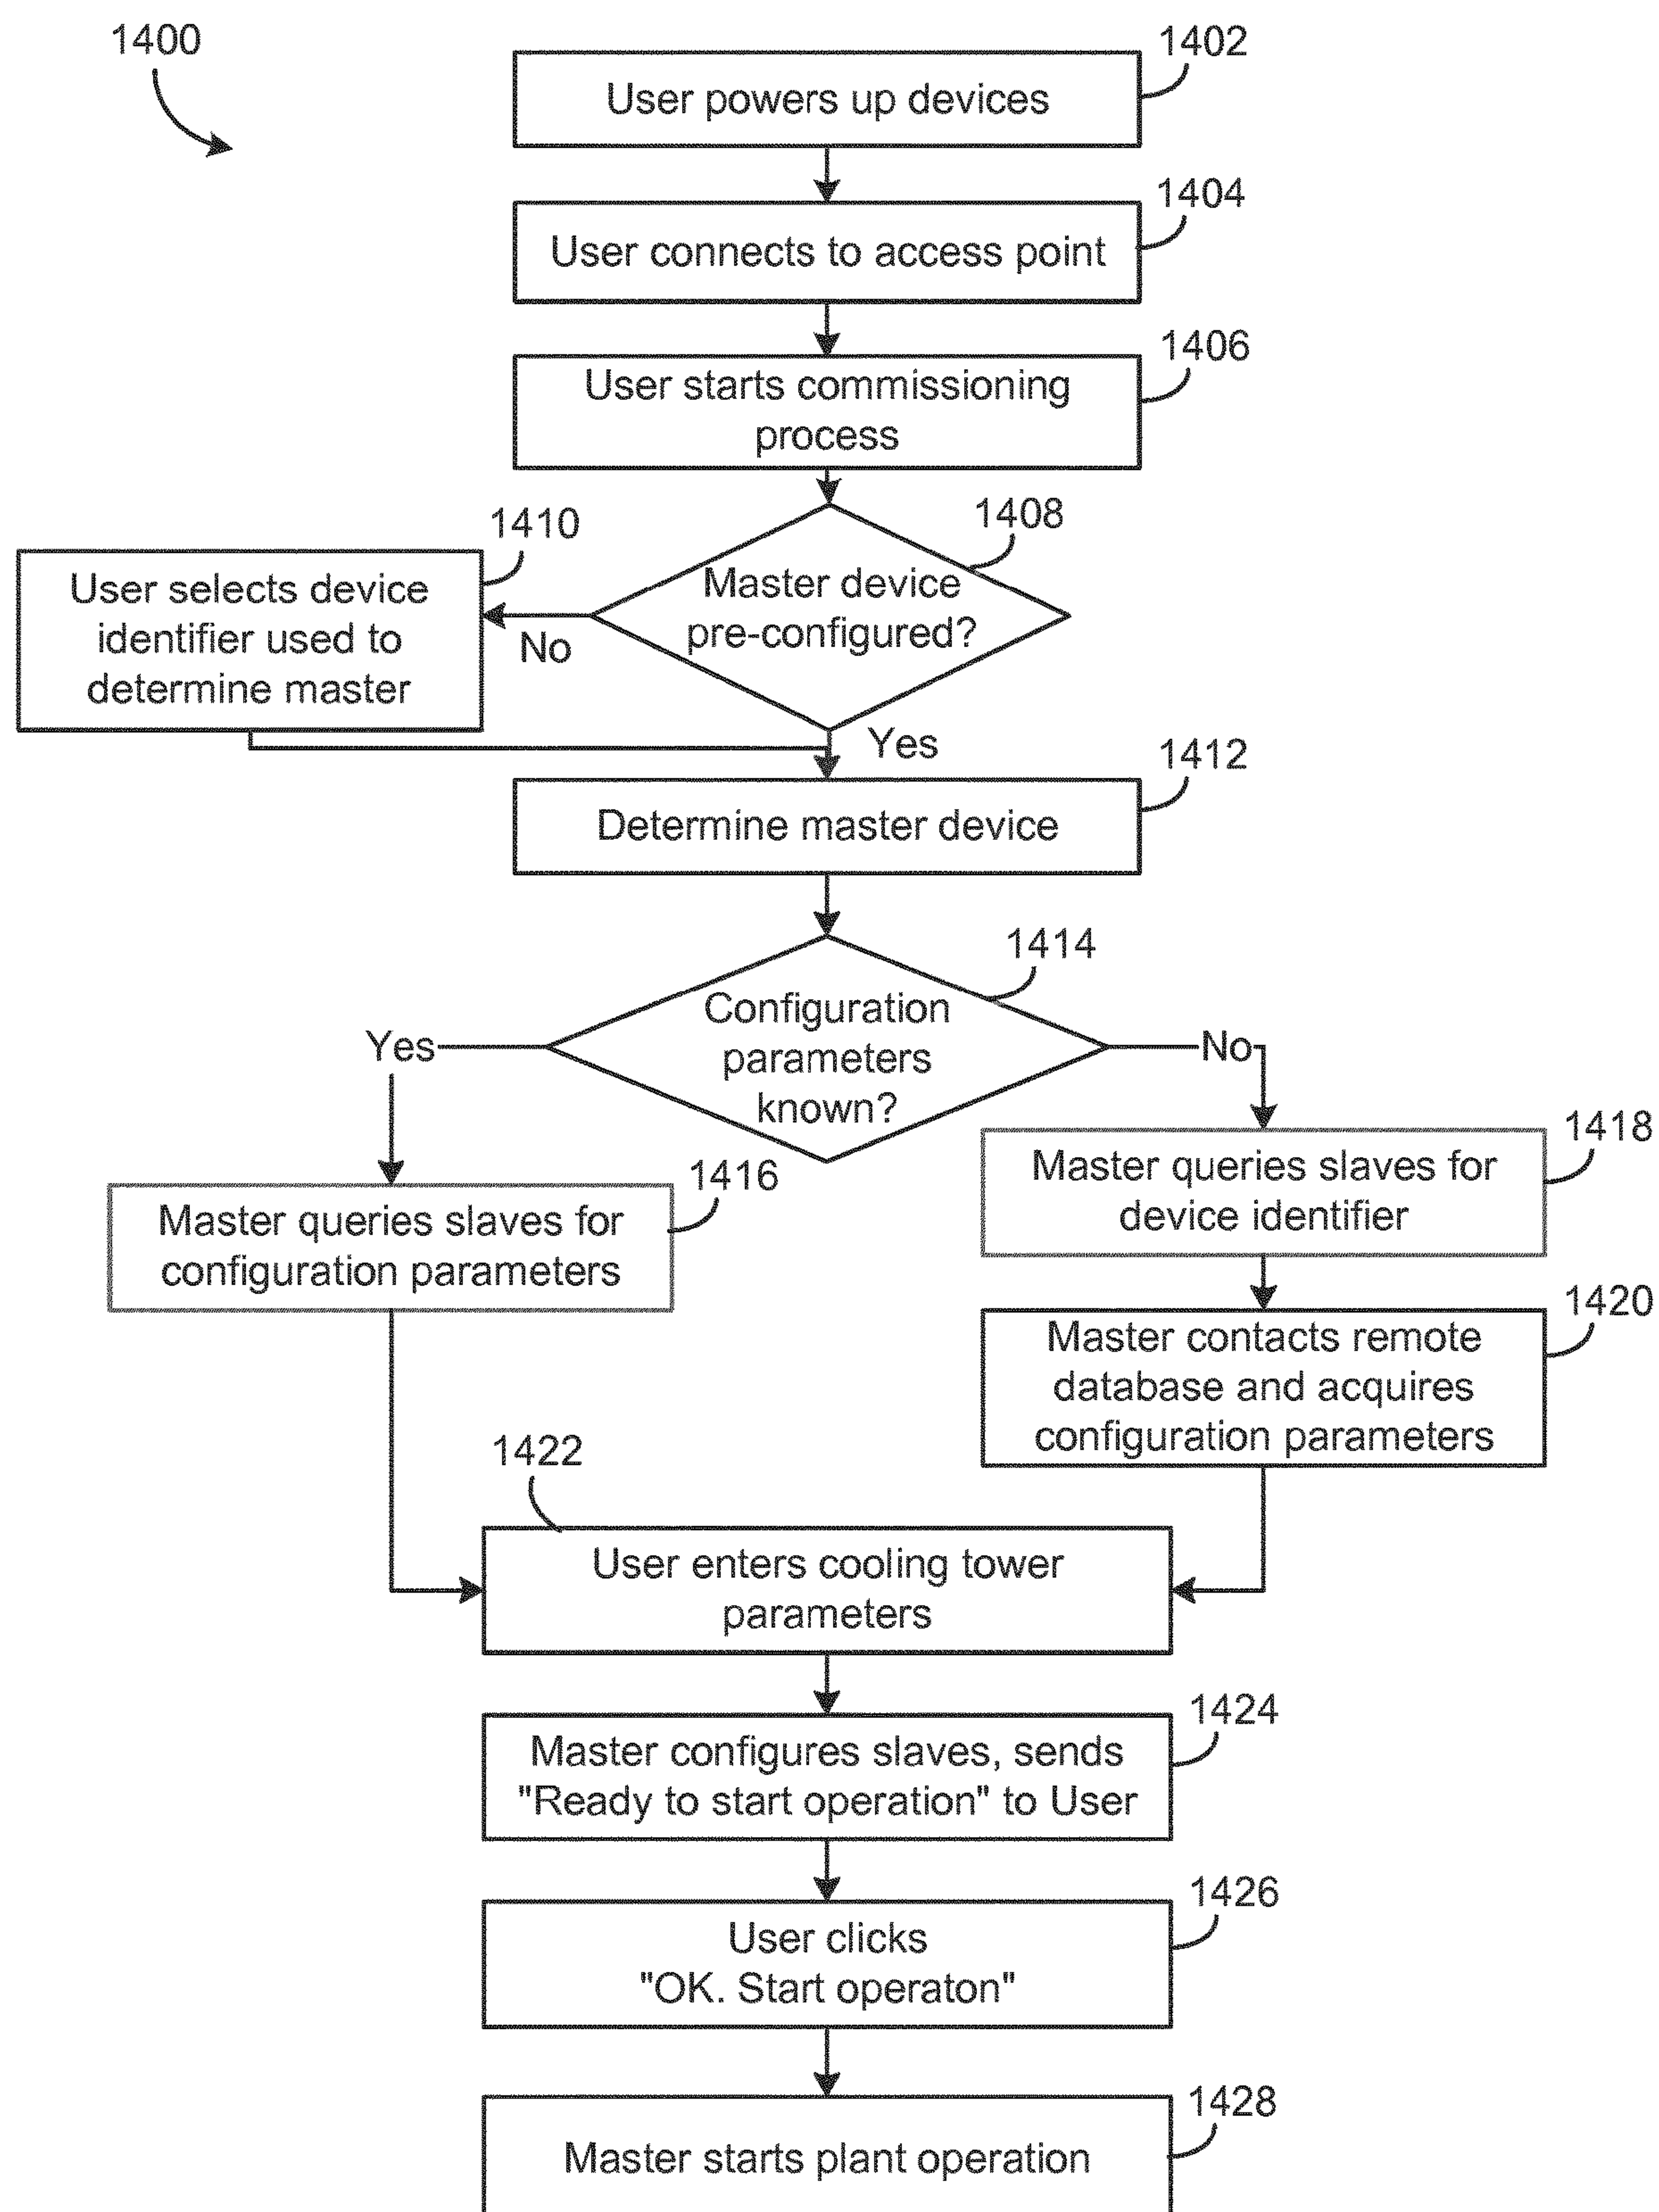 1400
1402
User powers up devices
1404
User connects to access point
1406
User starts commissioning
process
1408
Master device
pre-configured?
1410
User selects device
identifier used to
determine master
No
Yes
1412
Determine master device
1414
Configuration
parameters
known?
Yes
No
1416
Master queries slaves for
configuration parameters
1418
Master queries slaves for
device identifier
1420
Master contacts remote
database and acquires
configuration parameters
1422
User enters cooling tower
parameters
1424
Master configures slaves, sends
"Ready to start operation" to User
1426
User clicks
"OK. Start operaton"
1428
Master starts plant operation